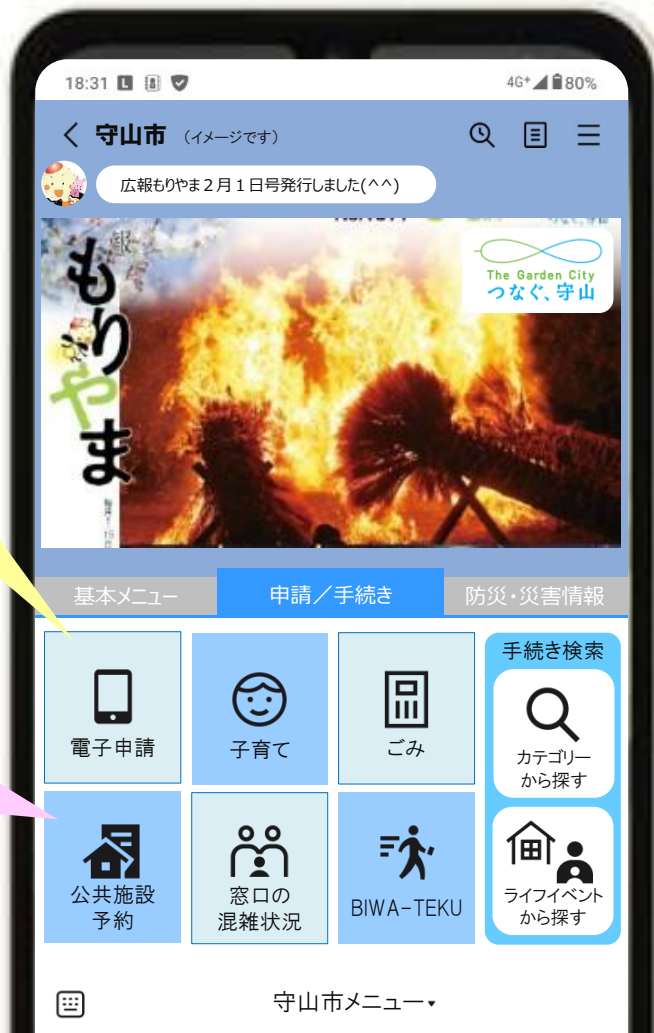 18:31
4G+
80%
守山市 （イメージです）
広報もりやま２月１日号発行しました(^^)
報
もりやま
The Garden City
つなぐ、守山
基本メニュー
申請／手続き
防災・災害情報
電子申請
子育て
ごみ
手続き検索
カテゴリー
から探す
公共施設
予約
窓口の
混雑状況
BIWA-TEKU
ライフイベント
から探す
守山市メニュー▾